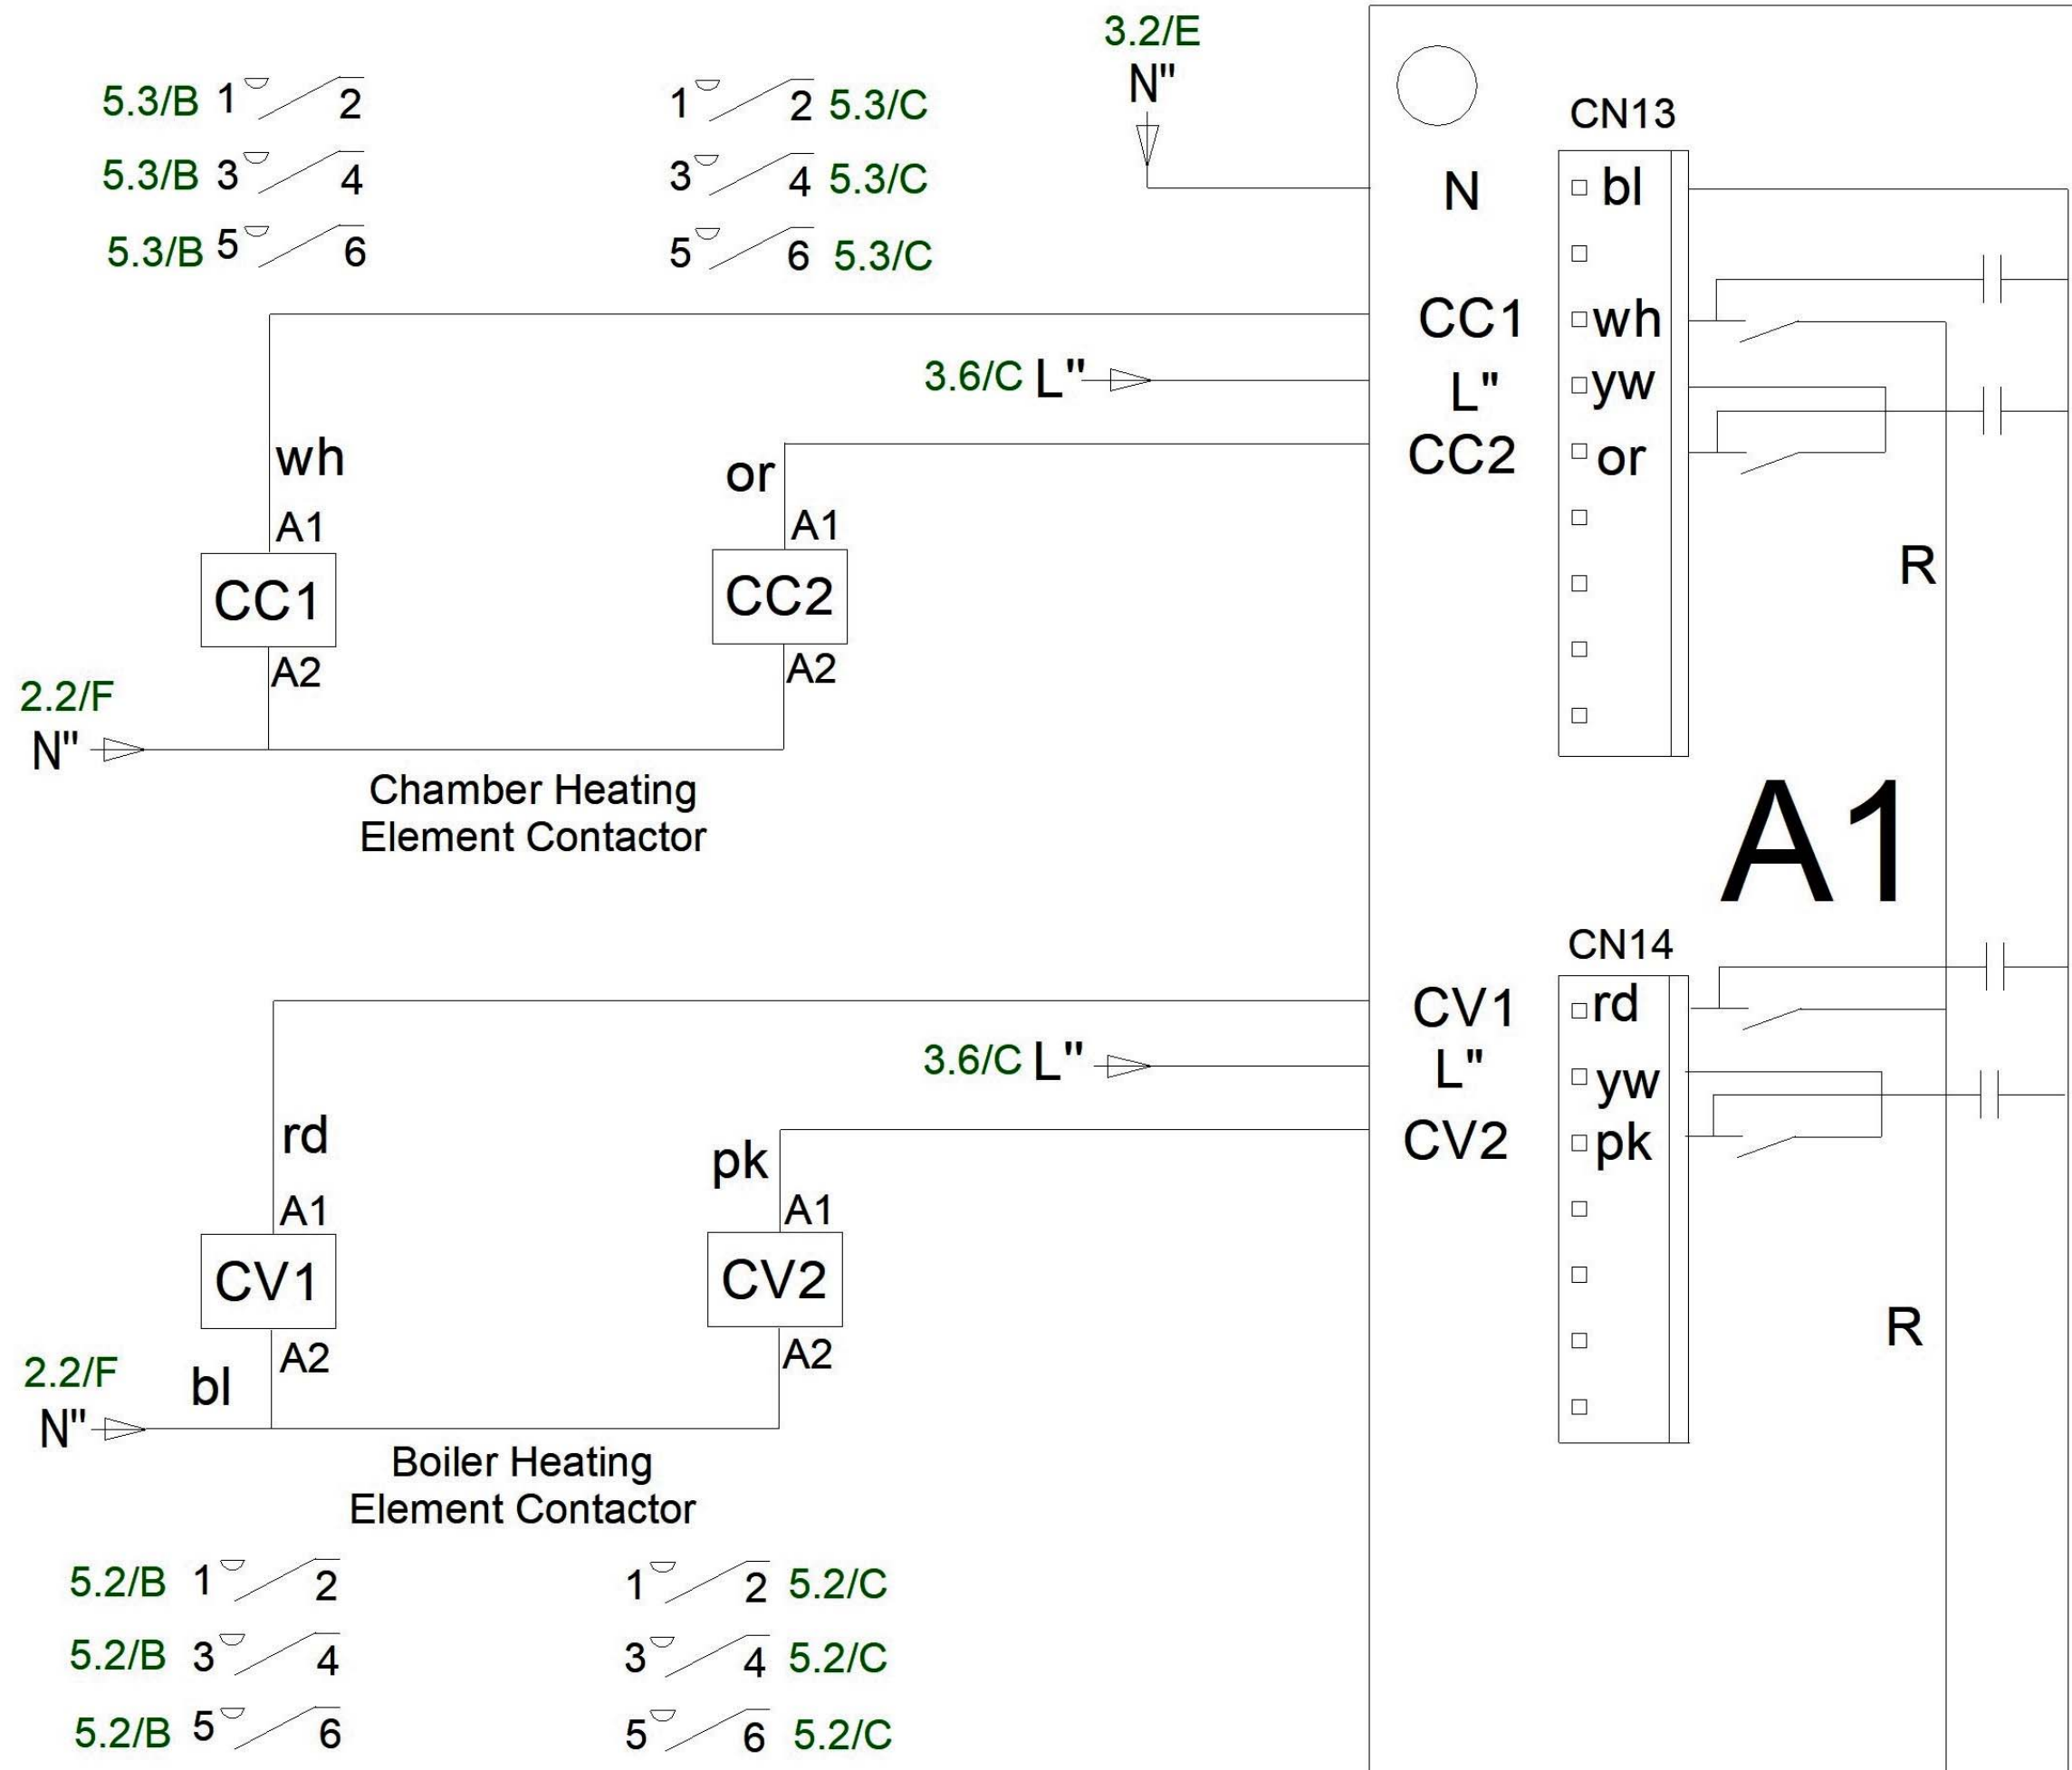 3.2/E
N"
5.3/B 1 2
1 2 5.3/C
CN13
5.3/B 3 4
3 4 5.3/C
N
bl
5.3/B 5 6
5 6 5.3/C
CC1
wh
3.6/C L"
L"
yw
CC2
or
wh
or
A1
A1
CC1
CC2
R
A2
A2
2.2/F
N"
Chamber Heating
Element Contactor
A1
CN14
CV1
rd
3.6/C L"
L"
yw
CV2
pk
rd
pk
A1
A1
CV1
CV2
R
A2
A2
2.2/F
bl
N"
Boiler Heating
Element Contactor
5.2/B 1 2
1 2 5.2/C
5.2/B 3 4
3 4 5.2/C
5.2/B 5 6
5 6 5.2/C